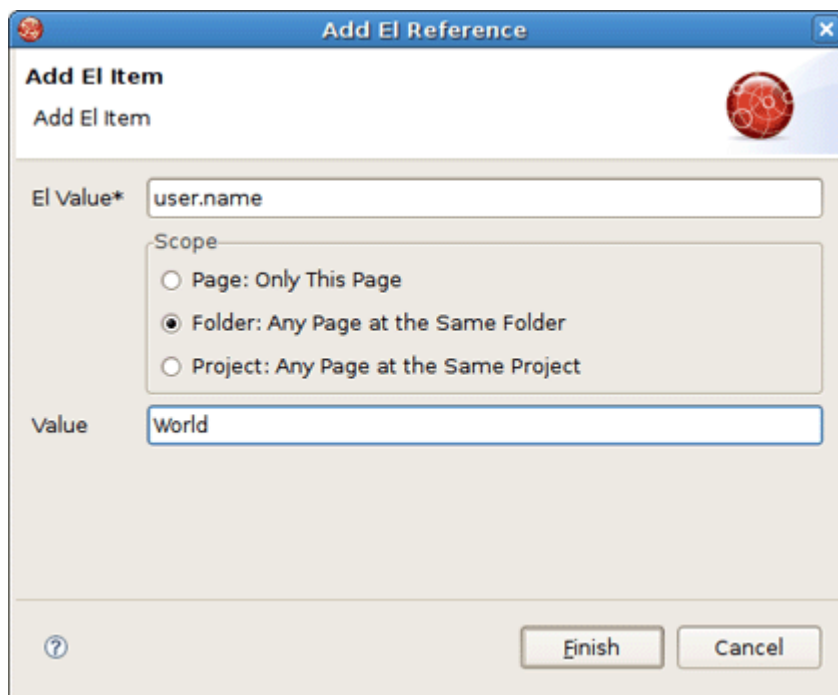 Add El Reference
Add El Item
Add El Item
El Value* user.name
Scope
Page: Only This Page
Folder: Any Page at the Same Folder
Project: Any Page at the Same Project
Value World
?
Finish Cancel